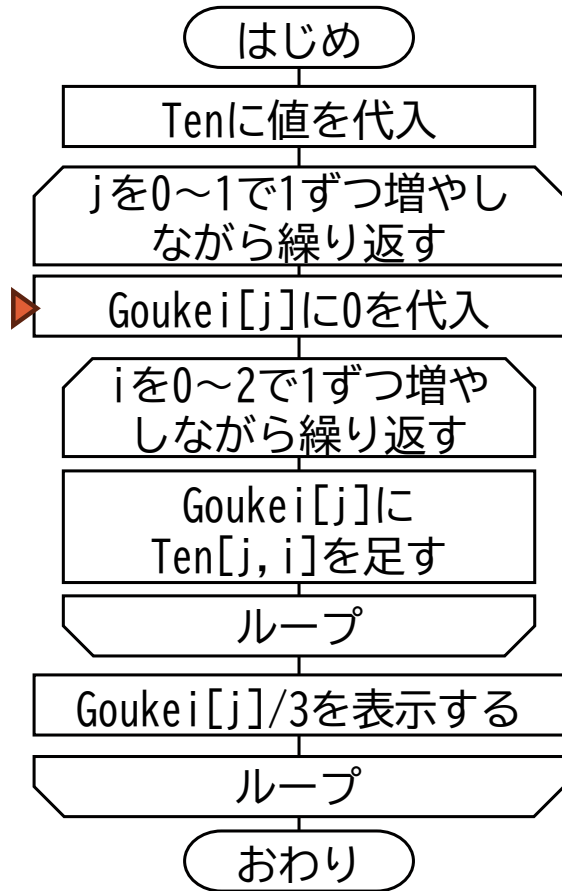 はじめ
Tenに値を代入
jを0～1で1ずつ増やし
ながら繰り返す
Goukei[j]に0を代入
iを0～2で1ずつ増や
しながら繰り返す
Goukei[j]に
Ten[j,i]を足す
ループ
Goukei[j]/3を表示する
ループ
おわり